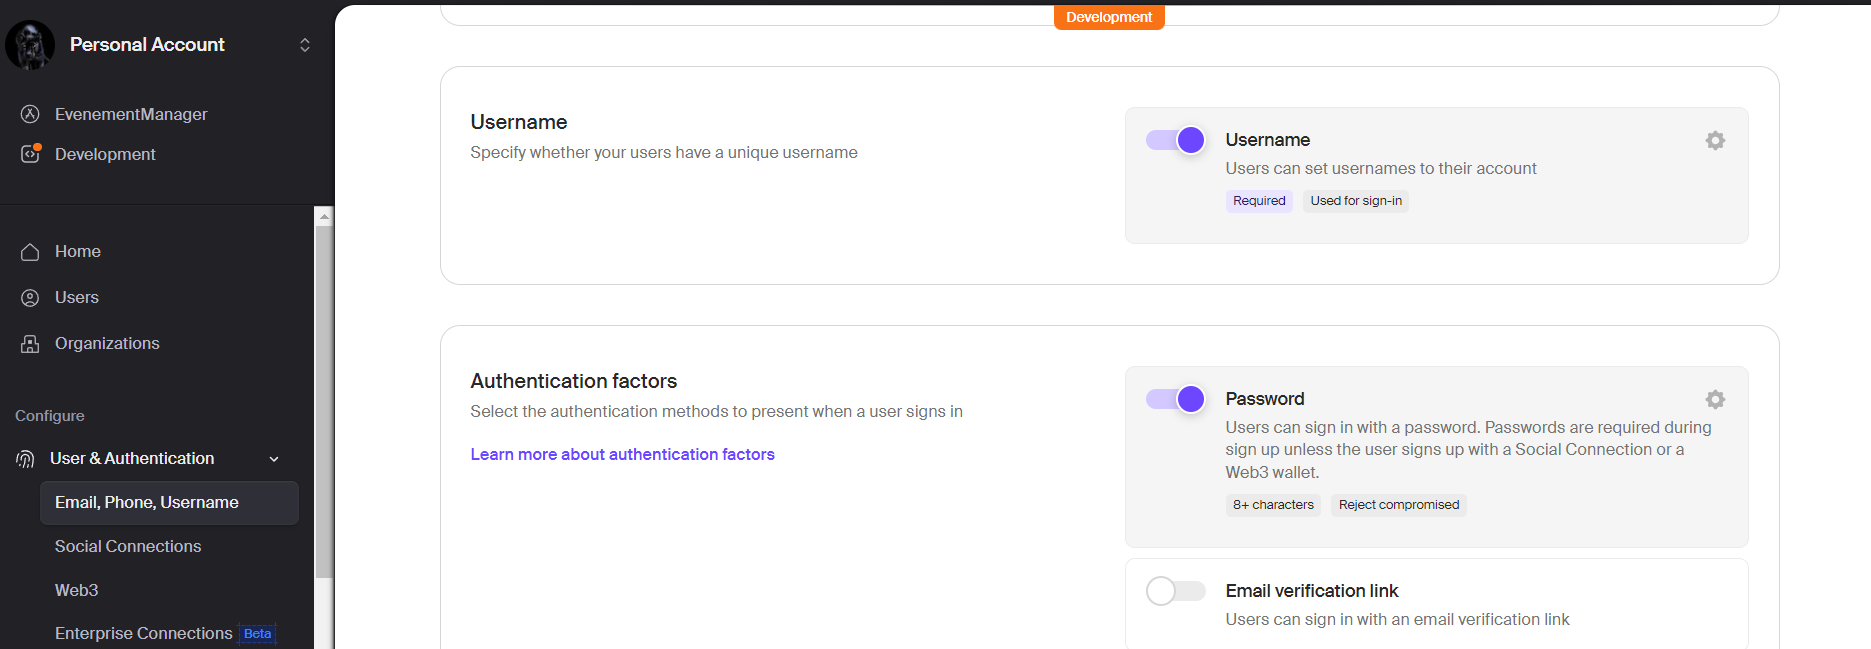 Personal Account
EvenementManager
Development
Home
Users
Organizations
Configure
User & Authentication
Email, Phone, Username
Social Connections
Web3
Enterprise Connections Beta
Development
Username
Specify whether your users have a unique username
Username
Users can set usernames to their account
Required Used for sign-in
Authentication factors
Select the authentication methods to present when a user signs in
Learn more about authentication factors
Password
Users can sign in with a password. Passwords are required during
sign up unless the user signs up with a Social Connection or a
Web3 wallet.
8+ characters Reject compromised
Email verification link
Users can sign in with an email verification link